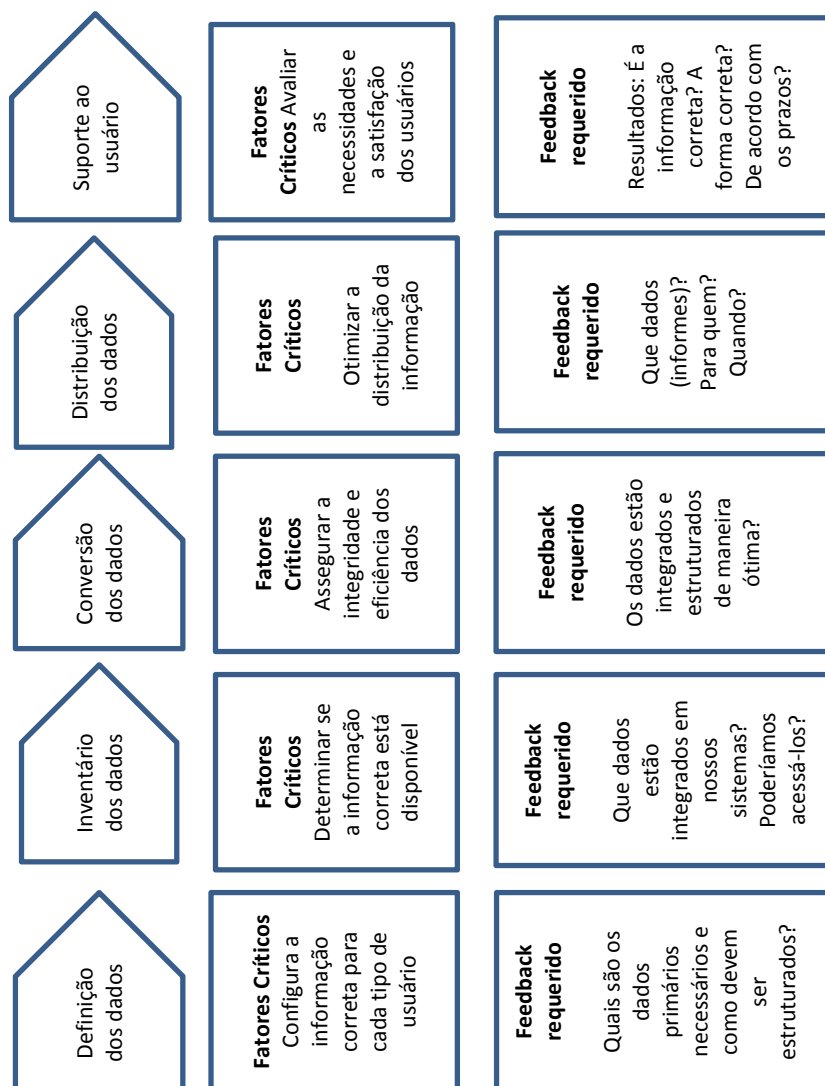 Definição
dos dados
Inventário
dos dados
Conversão
dos dados
Distribuição
dos dados
Suporte ao
usuário
Fatores Críticos
Configura a
informação
correta para
cada tipo de
usuário
Fatores
Críticos
Determinar se
a informação
correta está
disponível
Fatores
Críticos
Assegurar a
integridade e
eficiência dos
dados
Fatores
Críticos
Otimizar a
distribuição da
informação
Fatores
Críticos Avaliar
as
necessidades e
a satisfação
dos usuários
Feedback
requerido
Quais são os
dados
primários
necessários e
como devem
ser
estruturados?
Feedback
requerido
Que dados
estão
integrados em
nossos
sistemas?
Poderíamos
acessá-los?
Feedback
requerido
Os dados estão
integrados e
estruturados
de maneira
ótima?
Feedback
requerido
Que dados
(informes)?
Para quem?
Quando?
Feedback
requerido
Resultados: É a
informação
correta? A
forma correta?
De acordo com
os prazos?